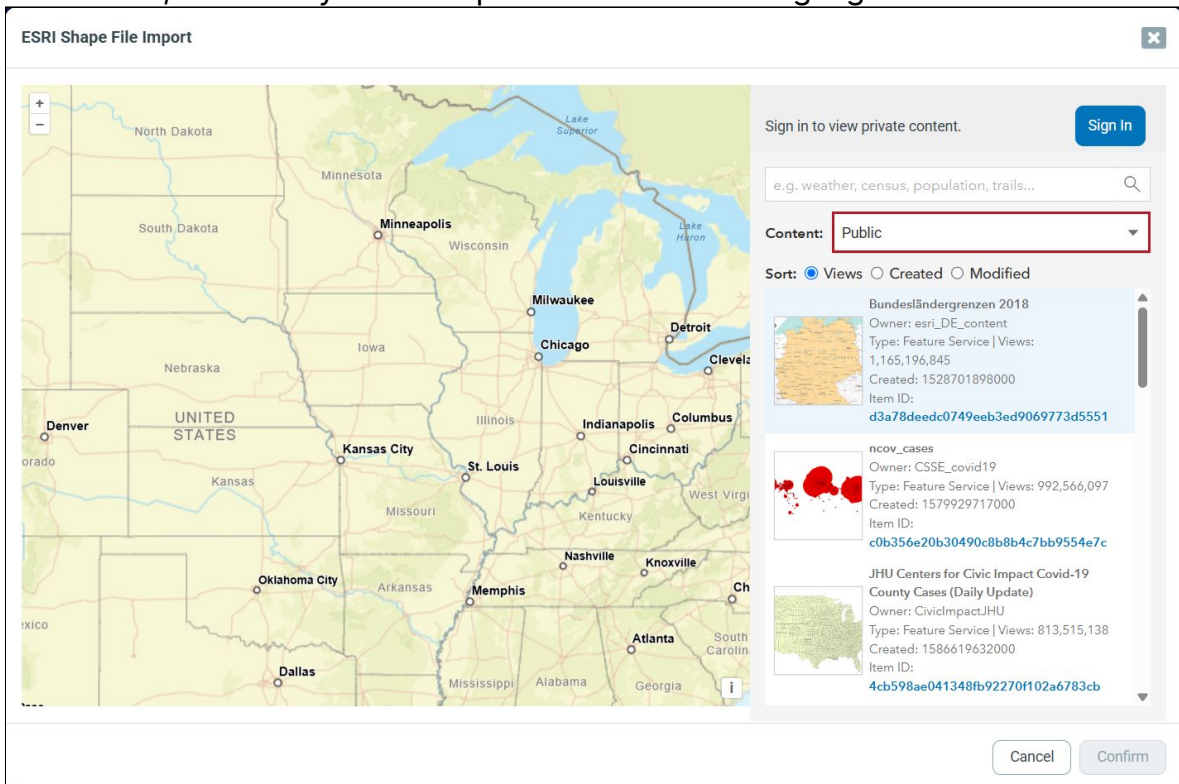 ESRI Shape File Import
+
−
North Dakota
Lake
Superior
Minnesota
South Dakota
Minneapolis
Wisconsin
Lake
Huron
Milwaukee
Detroit
Iowa
Chicago
Nebraska
UNITED
STATES
Illinois
Indianapolis
Columbus
Denver
Kansas City
Cincinnati
St. Louis
Kansas
Louisville
Missouri
Kentucky
Nashville
Knoxville
Oklahoma City
Arkansas
Memphis
Atlanta
South
Dallas
Mississippi
Alabama
Georgia
i
Sign in to view private content.
Sign In
e.g. weather, census, population, trails...
Content: Public
Sort: Views Created Modified
Bundesländergrenzen 2018
Owner: esri_DE_content
Type: Feature Service | Views:
1,165,196,845
Created: 1528701898000
Item ID:
d3a78deedc0749eeb3ed9069773d5551
ncov_cases
Owner: CSSE_covid19
Type: Feature Service | Views: 992,566,097
Created: 1579929717000
Item ID:
c0b356e20b30490c8b8b4c7bb9554e7c
JHU Centers for Civic Impact Covid-19
County Cases (Daily Update)
Owner: CivicImpactJHU
Type: Feature Service | Views: 813,515,138
Created: 1586619632000
Item ID:
4cb598ae041348fb92270f102a6783cb
Cancel
Confirm